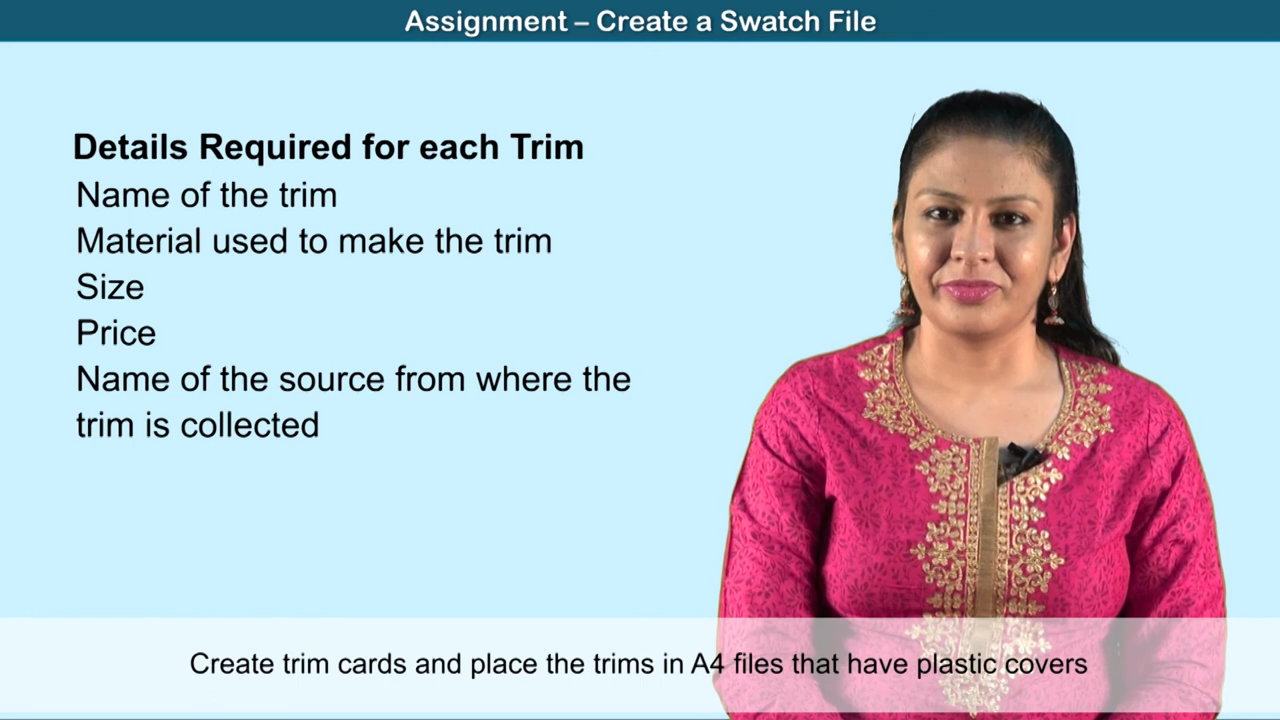 Assignment – Create a Swatch File
Details Required for each Trim
Name of the trim
Material used to make the trim
Size
Price
Name of the source from where the
trim is collected
Create trim cards and place the trims in A4 files that have plastic covers